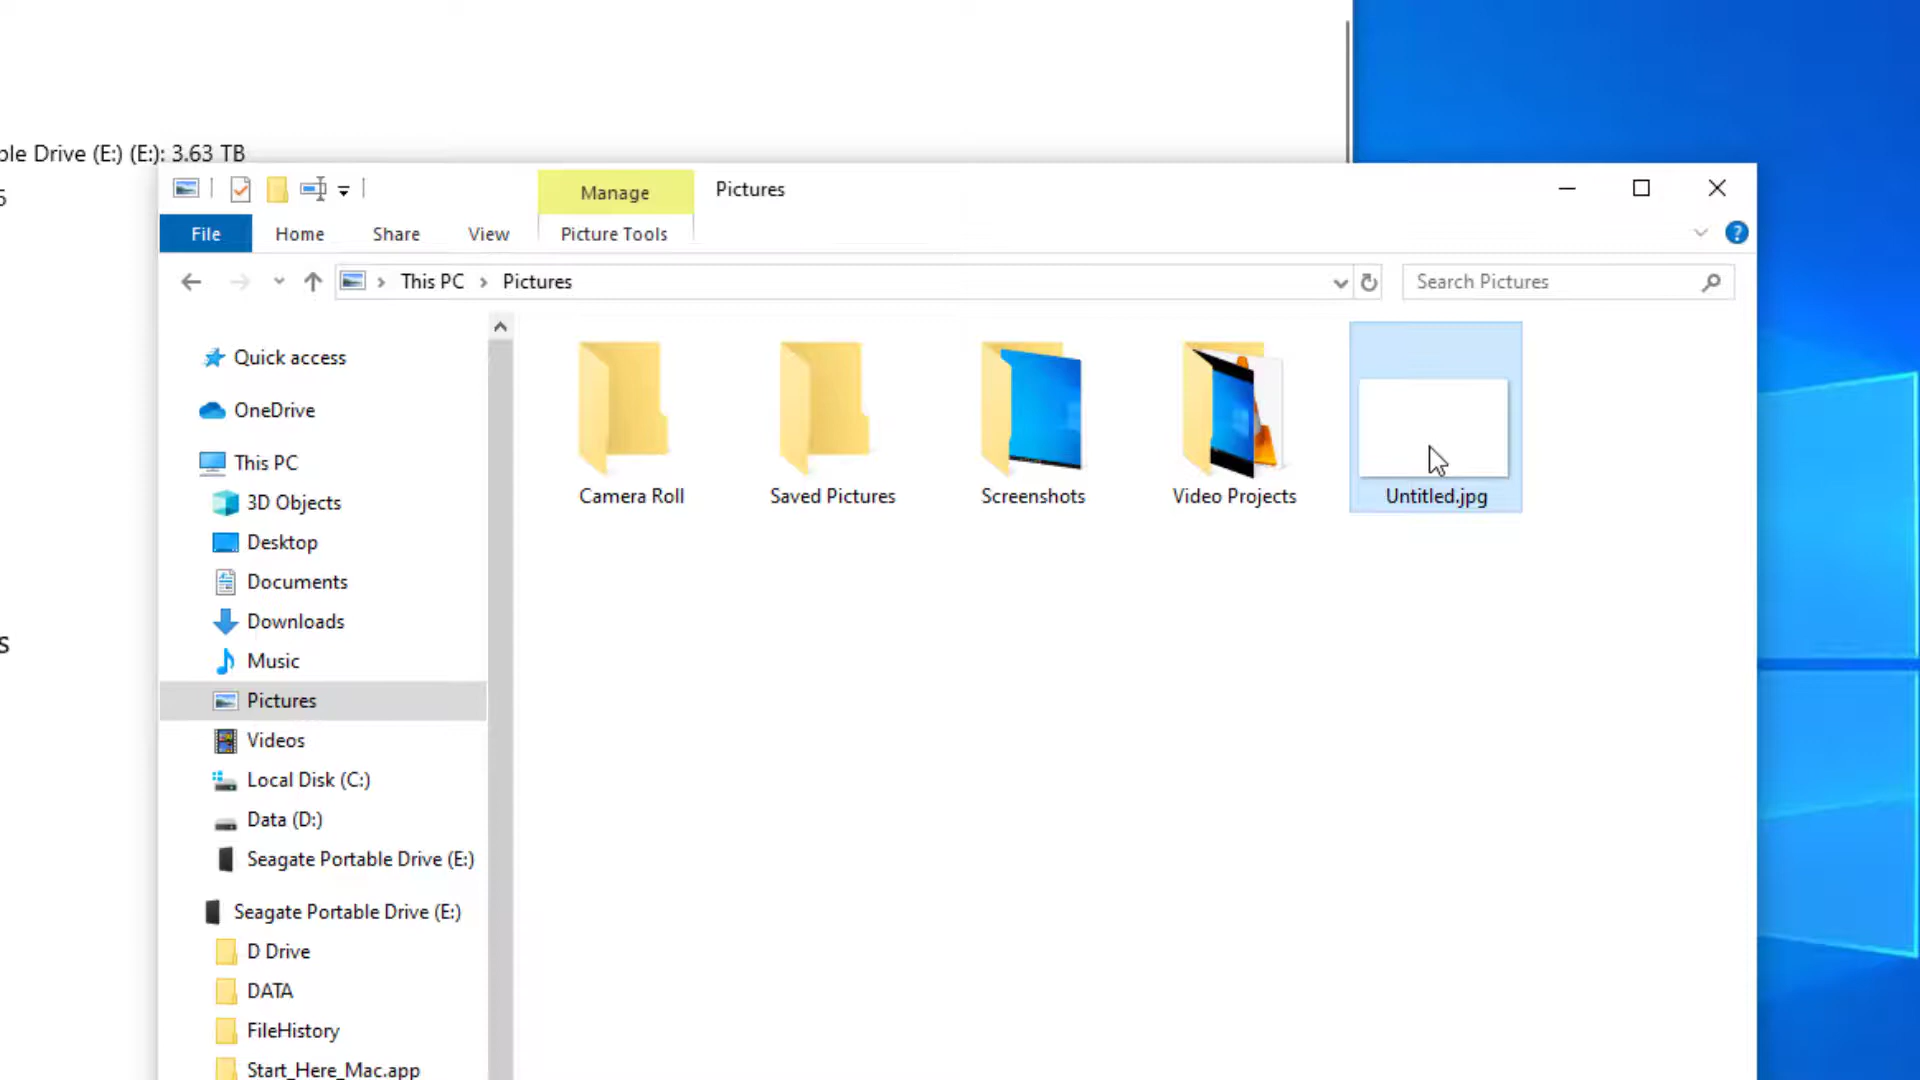 ble Drive (E:) (E:): 3.63 TB
Manage
Pictures
File
Home
Share
View
Picture Tools
?
This PC
Pictures
Search Pictures
Quick access
OneDrive
This PC
3D Objects
Desktop
Documents
Downloads
Music
Pictures
Videos
Local Disk (C:)
Data (D:)
Seagate Portable Drive (E:)
Seagate Portable Drive (E:)
D Drive
DATA
FileHistory
Start_Here_Mac.app
Camera Roll
Saved Pictures
Screenshots
Video Projects
Untitled.jpg
s